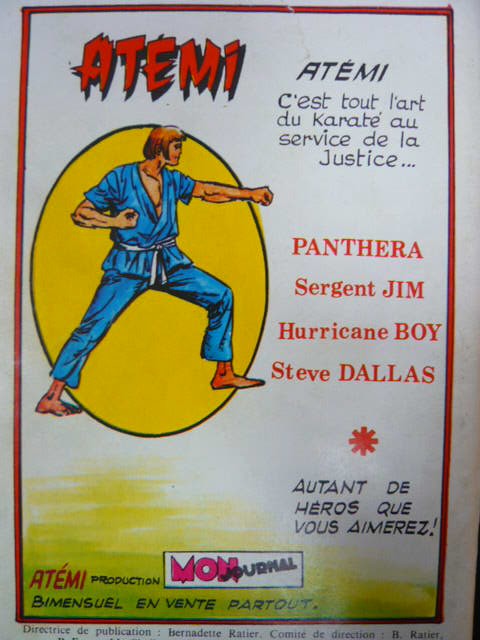 ATÉMI
ATÉMI
C'est tout l'art
du Karaté au
service de la
Justice...
PANTHERA
Sergent JIM
Hurricane BOY
Steve DALLAS
*
AUTANT DE
HÉROS QUE
VOUS AIMEREZ!
ATÉMI PRODUCTION MON JOURNAL
BIMENSUEL EN VENTE PARTOUT.
Directrice de publication : Bernadette Ratier. Comité de direction : B. Ratier,